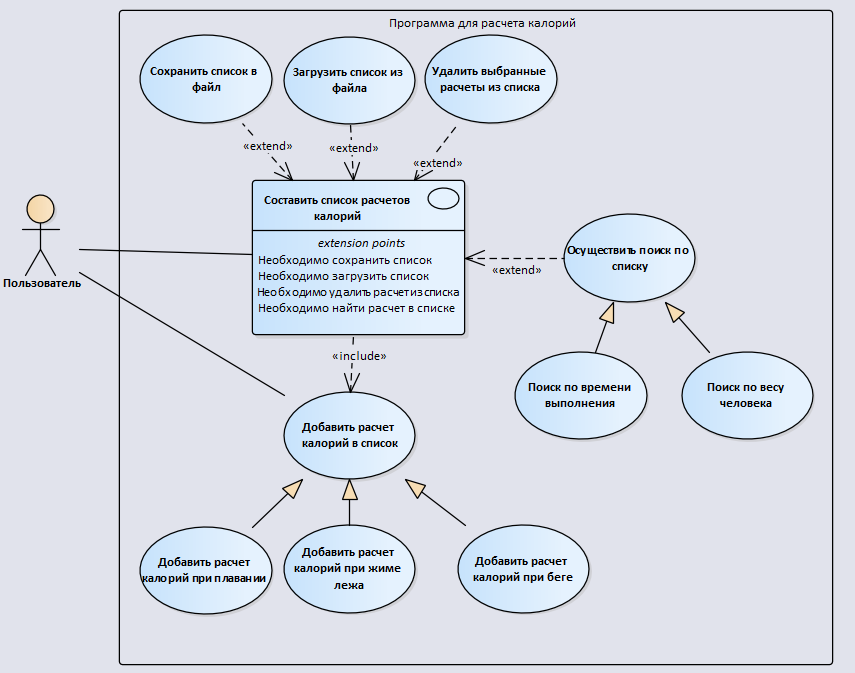 Программа для расчета калорий
Сохранить список в
файл
Загрузить список из
файла
Удалить выбранные
расчеты из списка
«extend»
«extend»
«extend»
Составить список расчетов
калорий
extension points
Необходимо сохранить список
Необходимо загрузить список
Необходимо удалить расчет из списка
Необходимо найти расчет в списке
Осуществить поиск по
списку
«extend»
Пользователь
«include»
Поиск по времени
выполнения
Поиск по весу
человека
Добавить расчет
калорий в список
Добавить расчет
калорий при плавании
Добавить расчет
калорий при жиме
лежа
Добавить расчет
калорий при беге